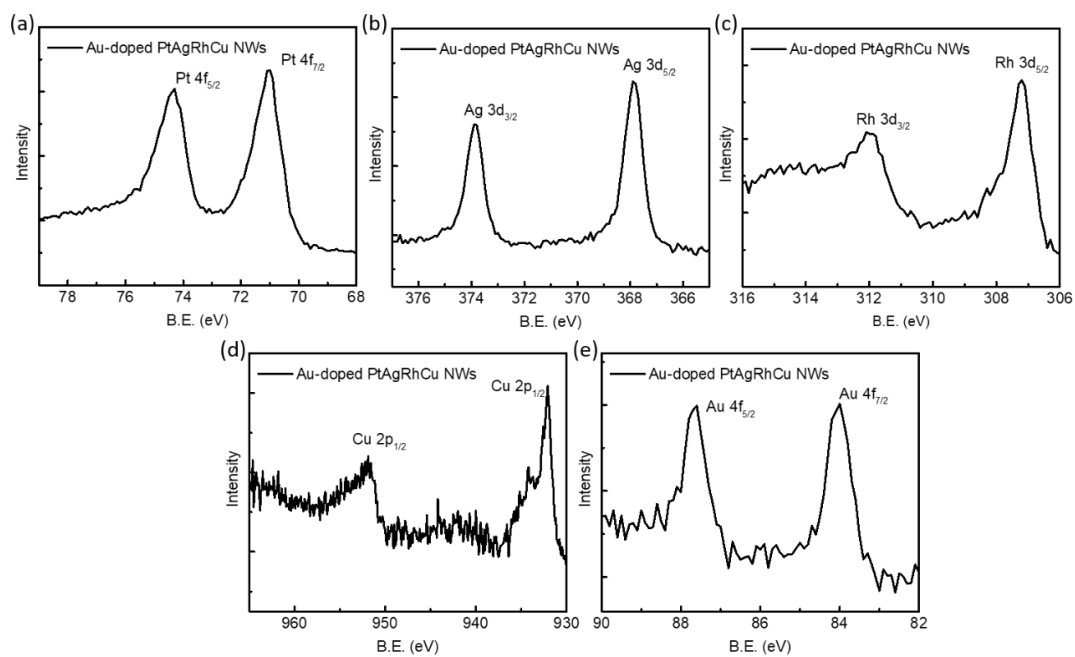 (a)
Au-doped PtAgRhCu NWs
Pt 4f5/2
Pt 4f7/2
Intensity
78 76 74 72 70 68
B.E. (eV)
(b)
Au-doped PtAgRhCu NWs
Ag 3d3/2
Ag 3d5/2
Intensity
376 374 372 370 368 366
B.E. (eV)
(c)
Au-doped PtAgRhCu NWs
Rh 3d3/2
Rh 3d5/2
Intensity
316 314 312 310 308 306
B.E. (eV)
(d)
Au-doped PtAgRhCu NWs
Cu 2p1/2
Cu 2p1/2
Intensity
960 950 940 930
B.E. (eV)
(e)
Au-doped PtAgRhCu NWs
Au 4f5/2
Au 4f7/2
Intensity
90 88 86 84 82
B.E. (eV)